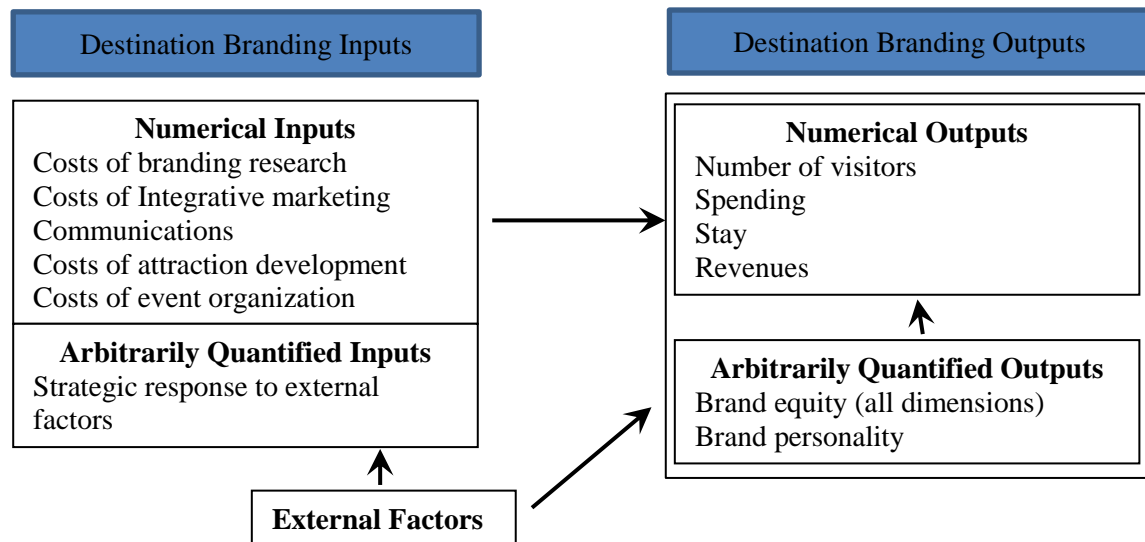 Destination Branding Inputs
Destination Branding Outputs
Numerical Inputs
Costs of branding research
Costs of Integrative marketing
Communications
Costs of attraction development
Costs of event organization
Arbitrarily Quantified Inputs
Strategic response to external
factors
Numerical Outputs
Number of visitors
Spending
Stay
Revenues
Arbitrarily Quantified Outputs
Brand equity (all dimensions)
Brand personality
External Factors